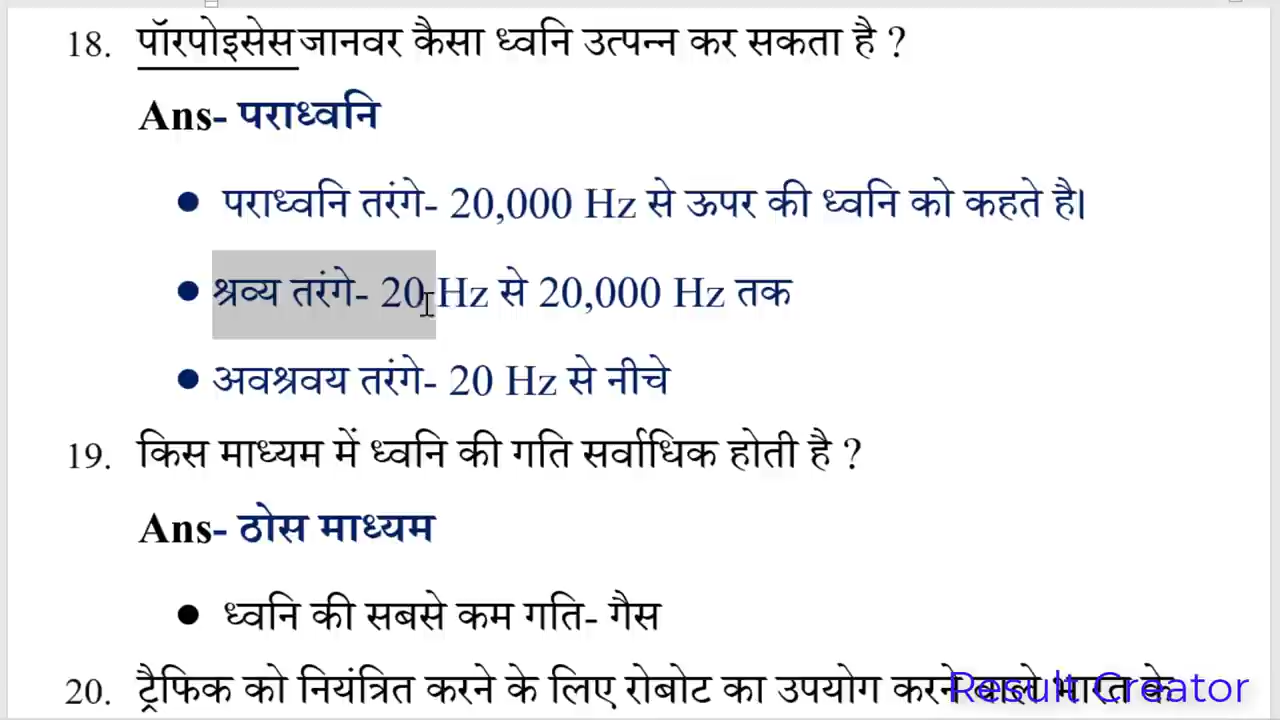 18. पॉरपोइसेस जानवर कैसा ध्वनि उत्पन्न कर सकता है ?
Ans- पराध्वनि
● पराध्वनि तरंगे- 20,000 Hz से ऊपर की ध्वनि को कहते है।
● श्रव्य तरंगे- 20 Hz से 20,000 Hz तक
● अवश्रवय तरंगे- 20 Hz से नीचे
19. किस माध्यम में ध्वनि की गति सर्वाधिक होती है ?
Ans- ठोस माध्यम
● ध्वनि की सबसे कम गति- गैस
20. ट्रैफिक को नियंत्रित करने के लिए रोबोट का उपयोग करने वाले भारत के
Result Creator